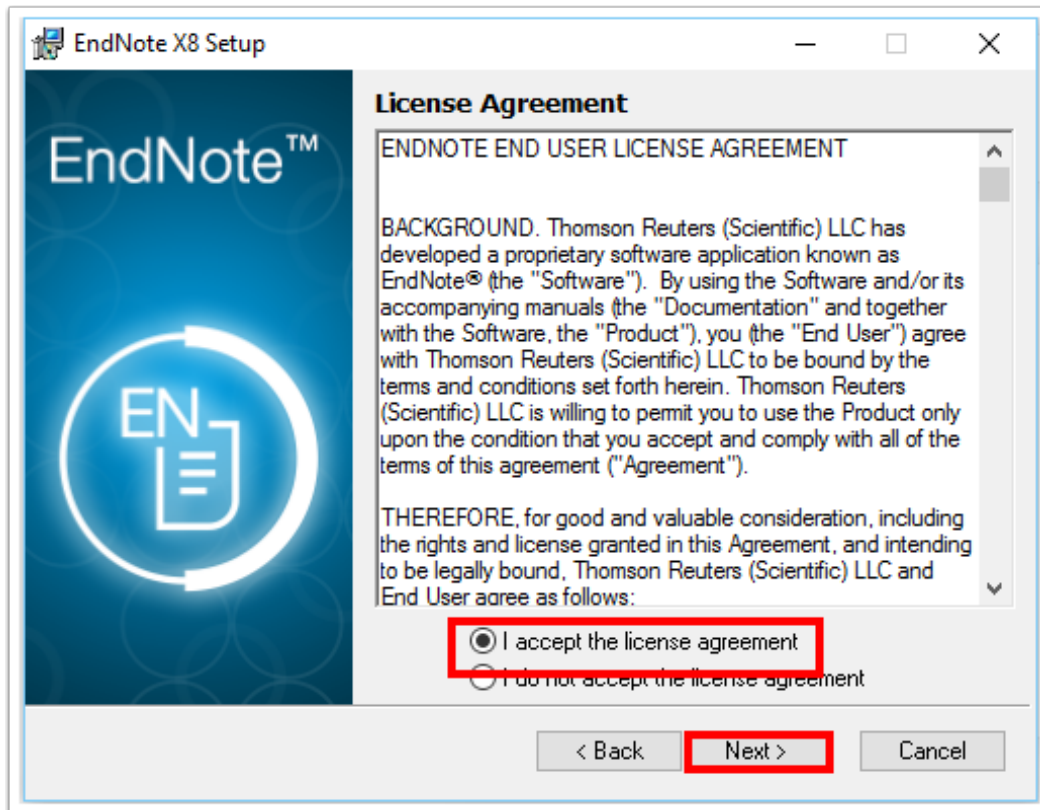 EndNote X8 Setup
EndNote™
EN
License Agreement
ENDNOTE END USER LICENSE AGREEMENT
BACKGROUND. Thomson Reuters (Scientific) LLC has
developed a proprietary software application known as
EndNote® (the "Software").  By using the Software and/or its
accompanying manuals (the "Documentation" and together
with the Software, the "Product"), you (the "End User") agree
with Thomson Reuters (Scientific) LLC to be bound by the
terms and conditions set forth herein. Thomson Reuters
(Scientific) LLC is willing to permit you to use the Product only
upon the condition that you accept and comply with all of the
terms of this agreement ("Agreement").
THEREFORE, for good and valuable consideration, including
the rights and license granted in this Agreement, and intending
to be legally bound, Thomson Reuters (Scientific) LLC and
End User agree as follows:
I accept the license agreement
I do not accept the license agreement
< Back
Next >
Cancel